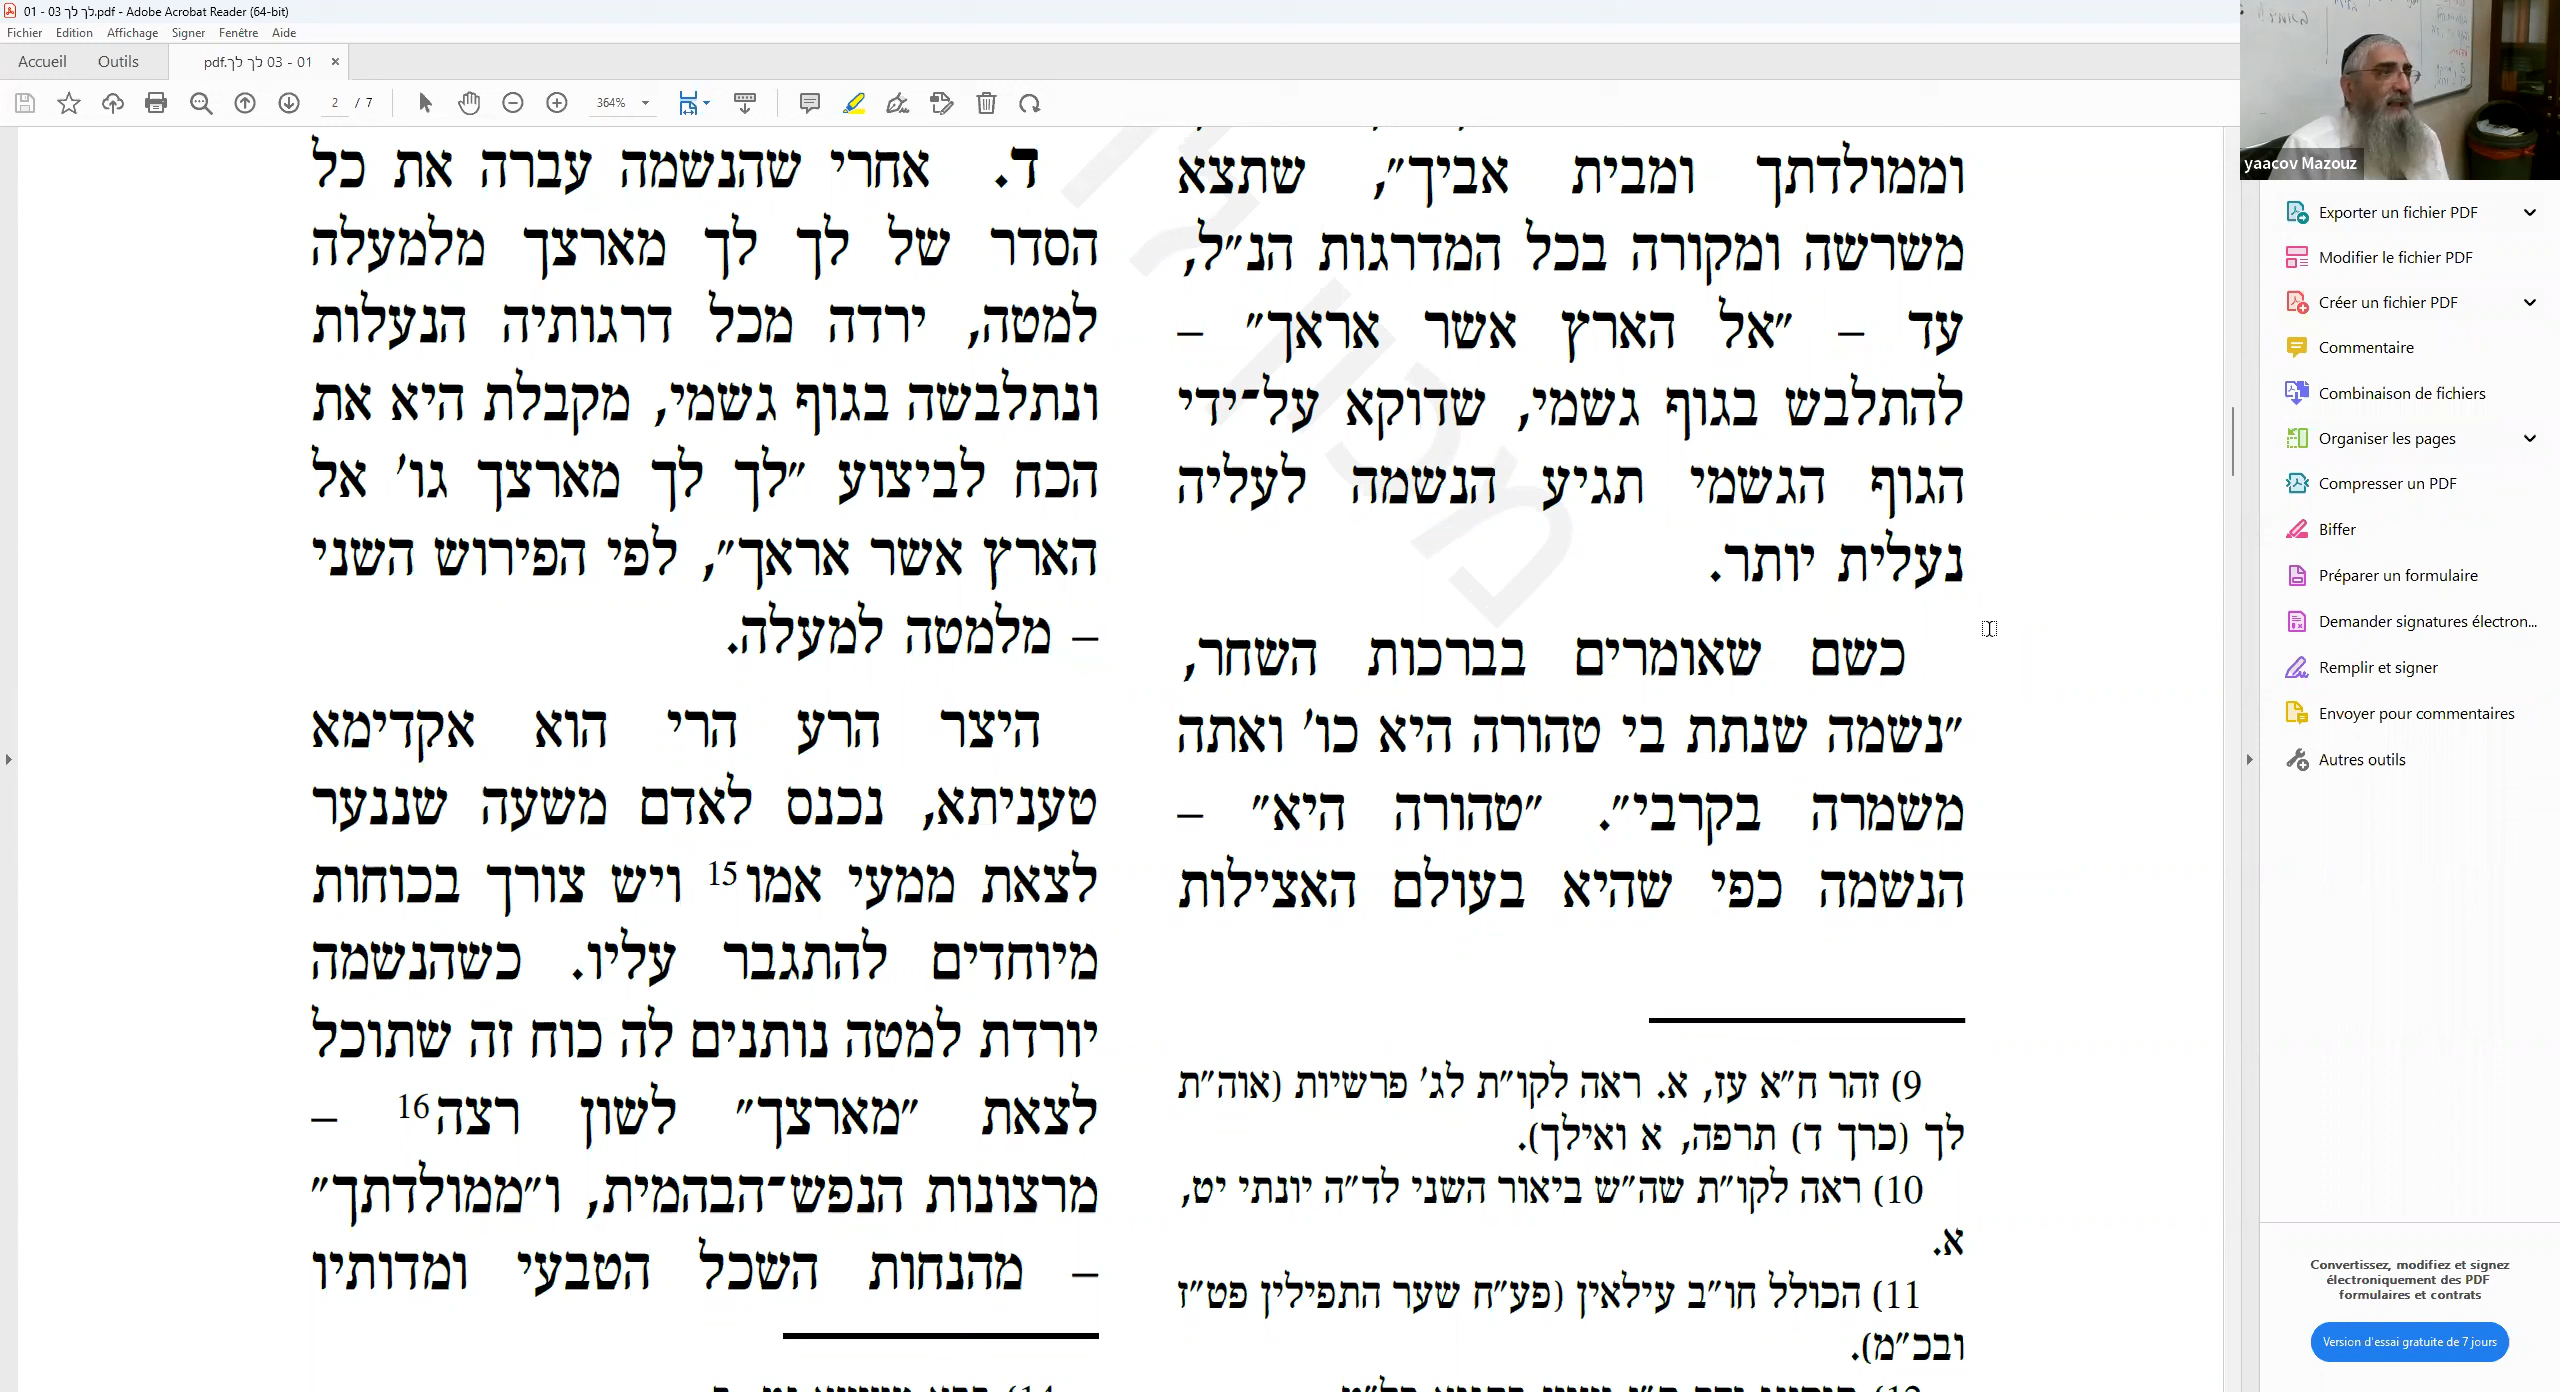 01 - 03 לך לך.pdf - Adobe Acrobat Reader (64-bit)
Fichier Edition Affichage Signer Fenêtre Aide
Accueil Outils 01 - 03 לך לך.pdf ×
2 / 7 364%
וממולדתך ומבית אביך״, שתצא
משרשה ומקורה בכל המדרגות הנ״ל,
עד – ״אל הארץ אשר אראך״ –
להתלבש בגוף גשמי, שדוקא על־ידי
הגוף הגשמי תגיע הנשמה לעליה
נעלית יותר.
כשם שאומרים בברכות השחר,
״נשמה שנתת בי טהורה היא כו׳ ואתה
משמרה בקרבי״. ״טהורה היא״ –
הנשמה כפי שהיא בעולם האצילות
9) זהר ח״א עז, א. ראה לקו״ת לג׳ פרשיות (אוה״ת
לך (כרך ד) תרפה, א ואילך).
10) ראה לקו״ת שה״ש ביאור השני לד״ה יונתי יט,
א.
11) הכולל חו״ב עילאין (פע״ח שער התפילין פט״ז
ובכ״מ).
ד. אחרי שהנשמה עברה את כל
הסדר של לך לך מארצך מלמעלה
למטה, ירדה מכל דרגותיה הנעלות
ונתלבשה בגוף גשמי, מקבלת היא את
הכח לביצוע ״לך לך מארצך גו׳ אל
הארץ אשר אראך״, לפי הפירוש השני
– מלמטה למעלה.
היצר הרע הרי הוא אקדימא
טעניתא, נכנס לאדם משעה שננער
לצאת ממעי אמו15 ויש צורך בכוחות
מיוחדים להתגבר עליו. כשהנשמה
יורדת למטה נותנים לה כוח זה שתוכל
לצאת ״מארצך״ לשון רצה16 –
מרצונות הנפש־הבהמית, ו״ממולדתך״
– מהנחות השכל הטבעי ומדותיו
מכון
yaacov Mazouz
Exporter un fichier PDF
Modifier le fichier PDF
Créer un fichier PDF
Commentaire
Combinaison de fichiers
Organiser les pages
Compresser un PDF
Biffer
Préparer un formulaire
Demander signatures électron...
Remplir et signer
Envoyer pour commentaires
Autres outils
Convertissez, modifiez et signez
électroniquement des PDF
formulaires et contrats
Version d'essai gratuite de 7 jours